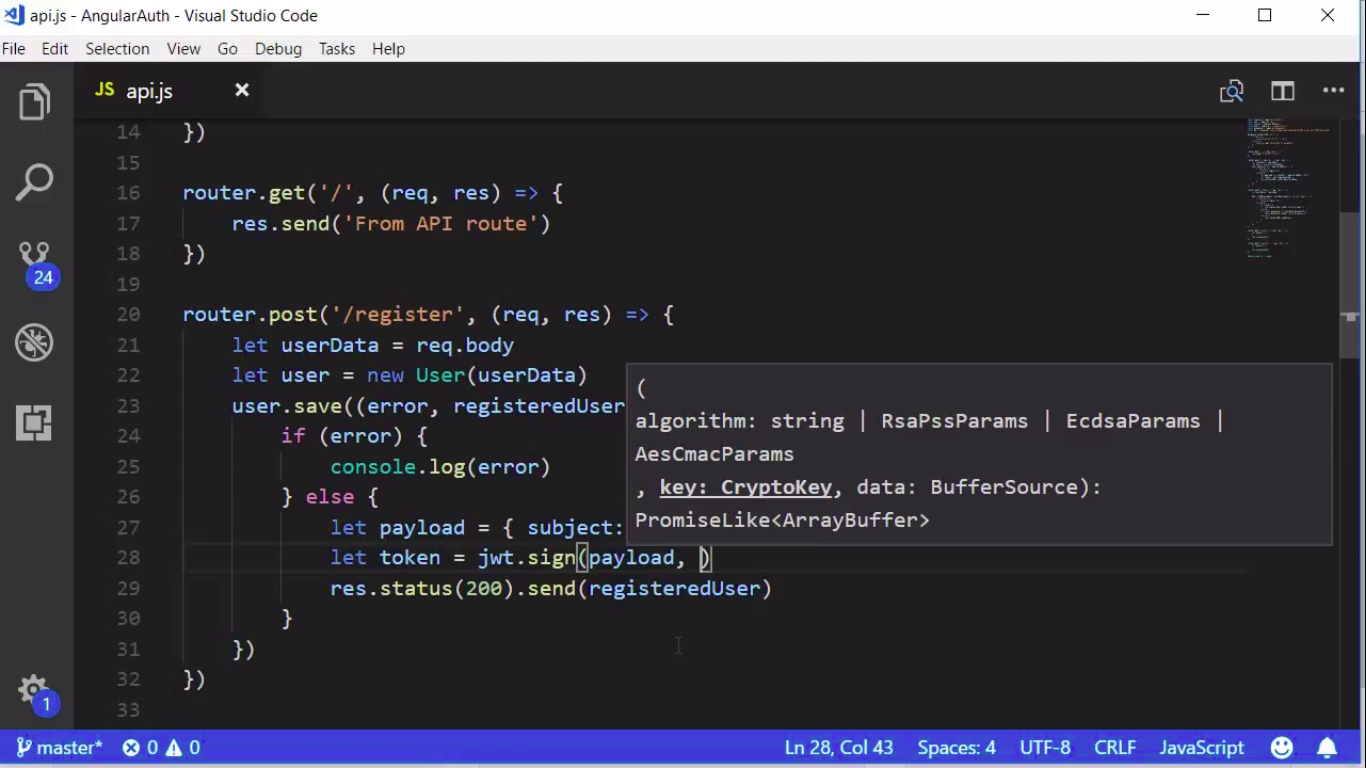 api.js - AngularAuth - Visual Studio Code
File Edit Selection View Go Debug Tasks Help
JS api.js
14 })
15
16 router.get('/', (req, res) => {
17 res.send('From API route')
18 })
19
20 router.post('/register', (req, res) => {
21 let userData = req.body
22 let user = new User(userData)
23 user.save((error, registeredUser
24 if (error) {
25 console.log(error)
26 } else {
27 let payload = { subject:
28 let token = jwt.sign(payload, )
29 res.status(200).send(registeredUser)
30 }
31 })
32 })
33
(
algorithm: string | RsaPssParams | EcdsaParams |
AesCmacParams
, key: CryptoKey, data: BufferSource):
PromiseLike<ArrayBuffer>
24
1
master* 0 0 Ln 28, Col 43 Spaces: 4 UTF-8 CRLF JavaScript